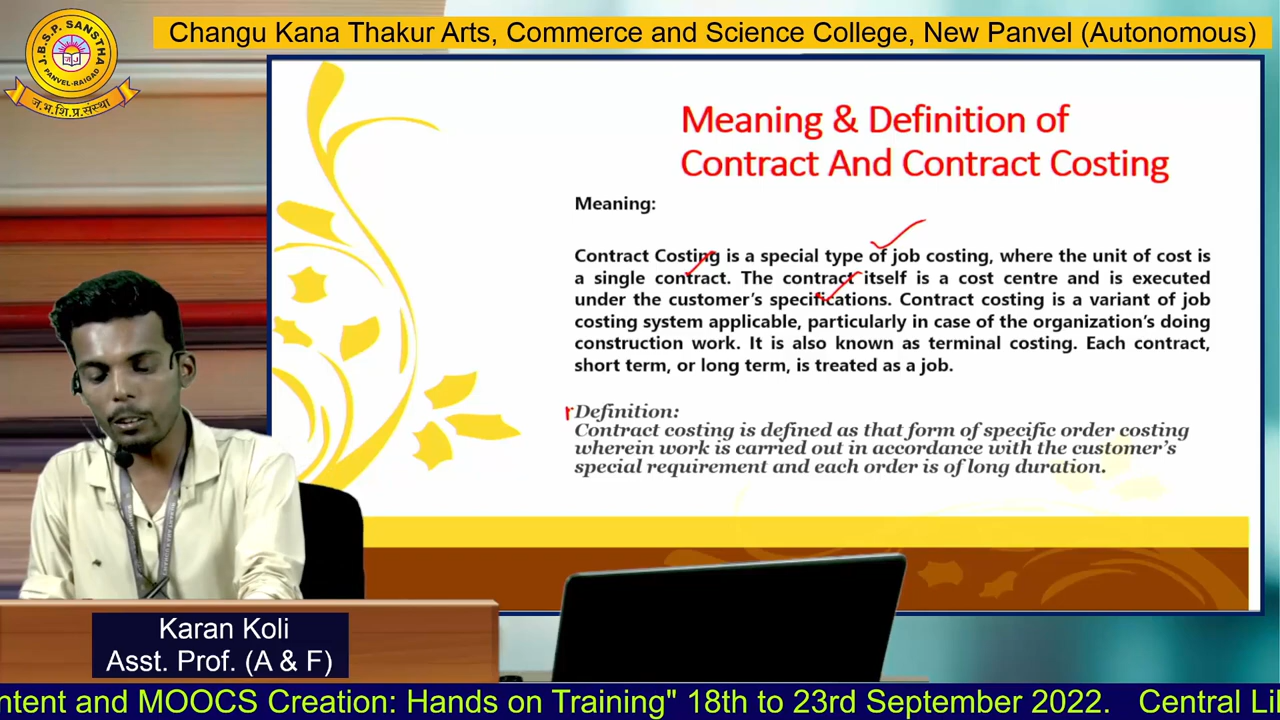 Changu Kana Thakur Arts, Commerce and Science College, New Panvel (Autonomous)
J.B.S.P. SANSTHA
PANVEL-RAIGAD
ज.भ.शि.प्र.संस्था
Meaning & Definition of
Contract And Contract Costing
Meaning:
Contract Costing is a special type of job costing, where the unit of cost is
a single contract. The contract itself is a cost centre and is executed
under the customer's specifications. Contract costing is a variant of job
costing system applicable, particularly in case of the organization's doing
construction work. It is also known as terminal costing. Each contract,
short term, or long term, is treated as a job.
Definition:
Contract costing is defined as that form of specific order costing
wherein work is carried out in accordance with the customer's
special requirement and each order is of long duration.
Karan Koli
Asst. Prof. (A & F)
ntent and MOOCS Creation: Hands on Training" 18th to 23rd September 2022. Central Li